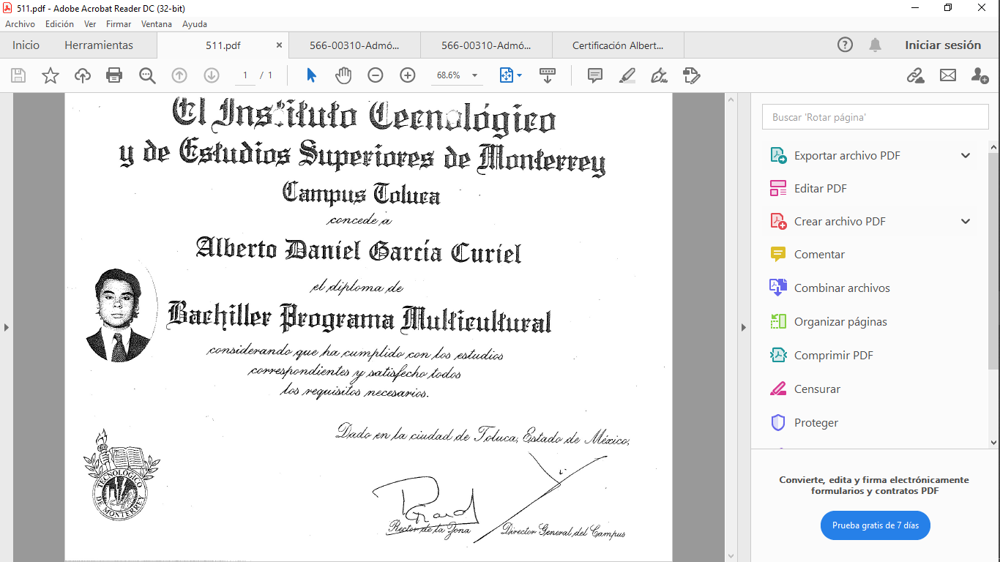 511.pdf - Adobe Acrobat Reader DC (32-bit)
Archivo Edición Ver Firmar Ventana Ayuda
Inicio Herramientas 511.pdf × 566-00310-Admó... 566-00310-Admó... Certificación Albert... Iniciar sesión
1 / 1 68.6%
El Instituto Tecnológico
y de Estudios Superiores de Monterrey
Campus Toluca
concede a
Alberto Daniel García Curiel
el diploma de
Bachiller Programa Multicultural
considerando que ha cumplido con los estudios
correspondientes y satisfecho todos
los requisitos necesarios.
Dado en la ciudad de Toluca, Estado de México,
Rector de la Zona
Director General del Campus
TECNOLOGICO
DE MONTERREY
Buscar 'Rotar página'
Exportar archivo PDF
Editar PDF
Crear archivo PDF
Comentar
Combinar archivos
Organizar páginas
Comprimir PDF
Censurar
Proteger
Convierte, edita y firma electrónicamente
formularios y contratos PDF
Prueba gratis de 7 días